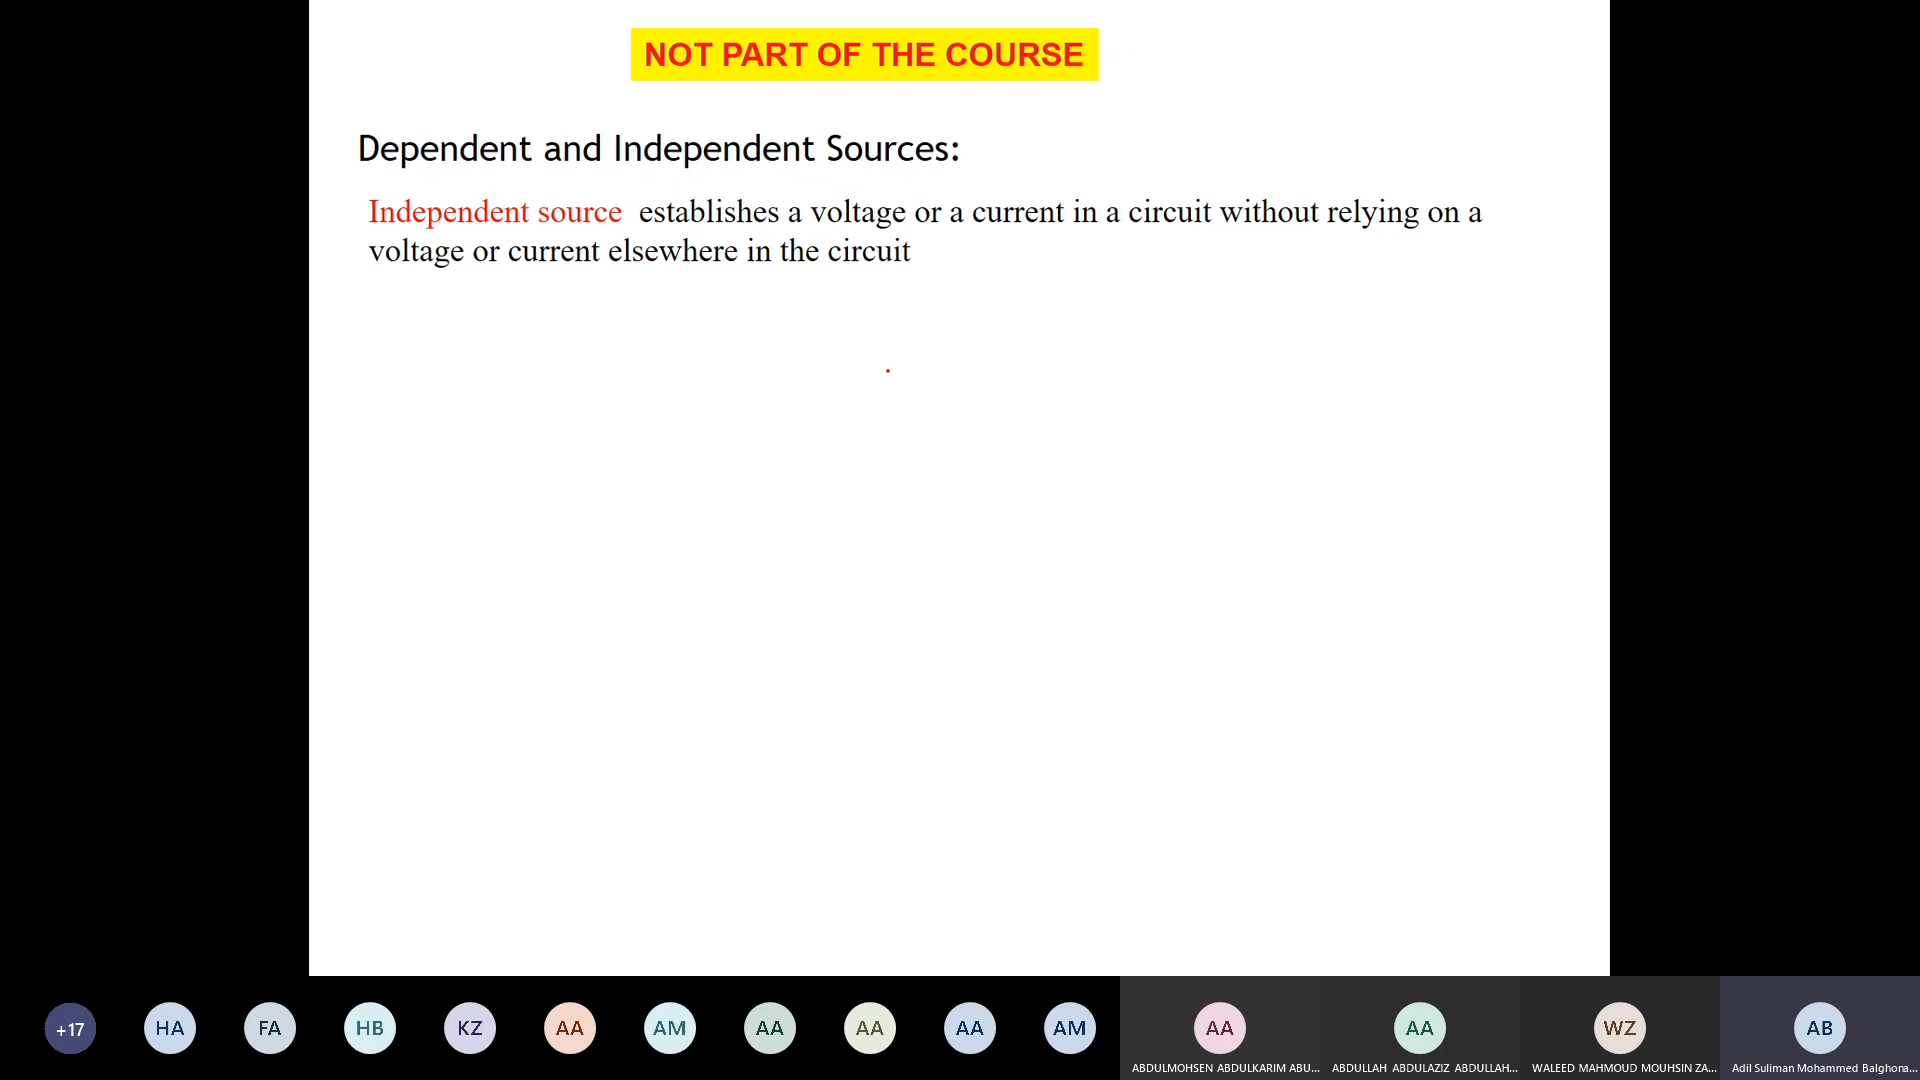 NOT PART OF THE COURSE
Dependent and Independent Sources:
Independent source establishes a voltage or a current in a circuit without relying on a
voltage or current elsewhere in the circuit
+17 HA FA HB KZ AA AM AA AA AA AM AA AA WZ AB
ABDULMOHSEN ABDULKARIM ABU... ABDULLAH ABDULAZIZ ABDULLAH... WALEED MAHMOUD MOUHSIN ZA... Adil Suliman Mohammed Balghona...